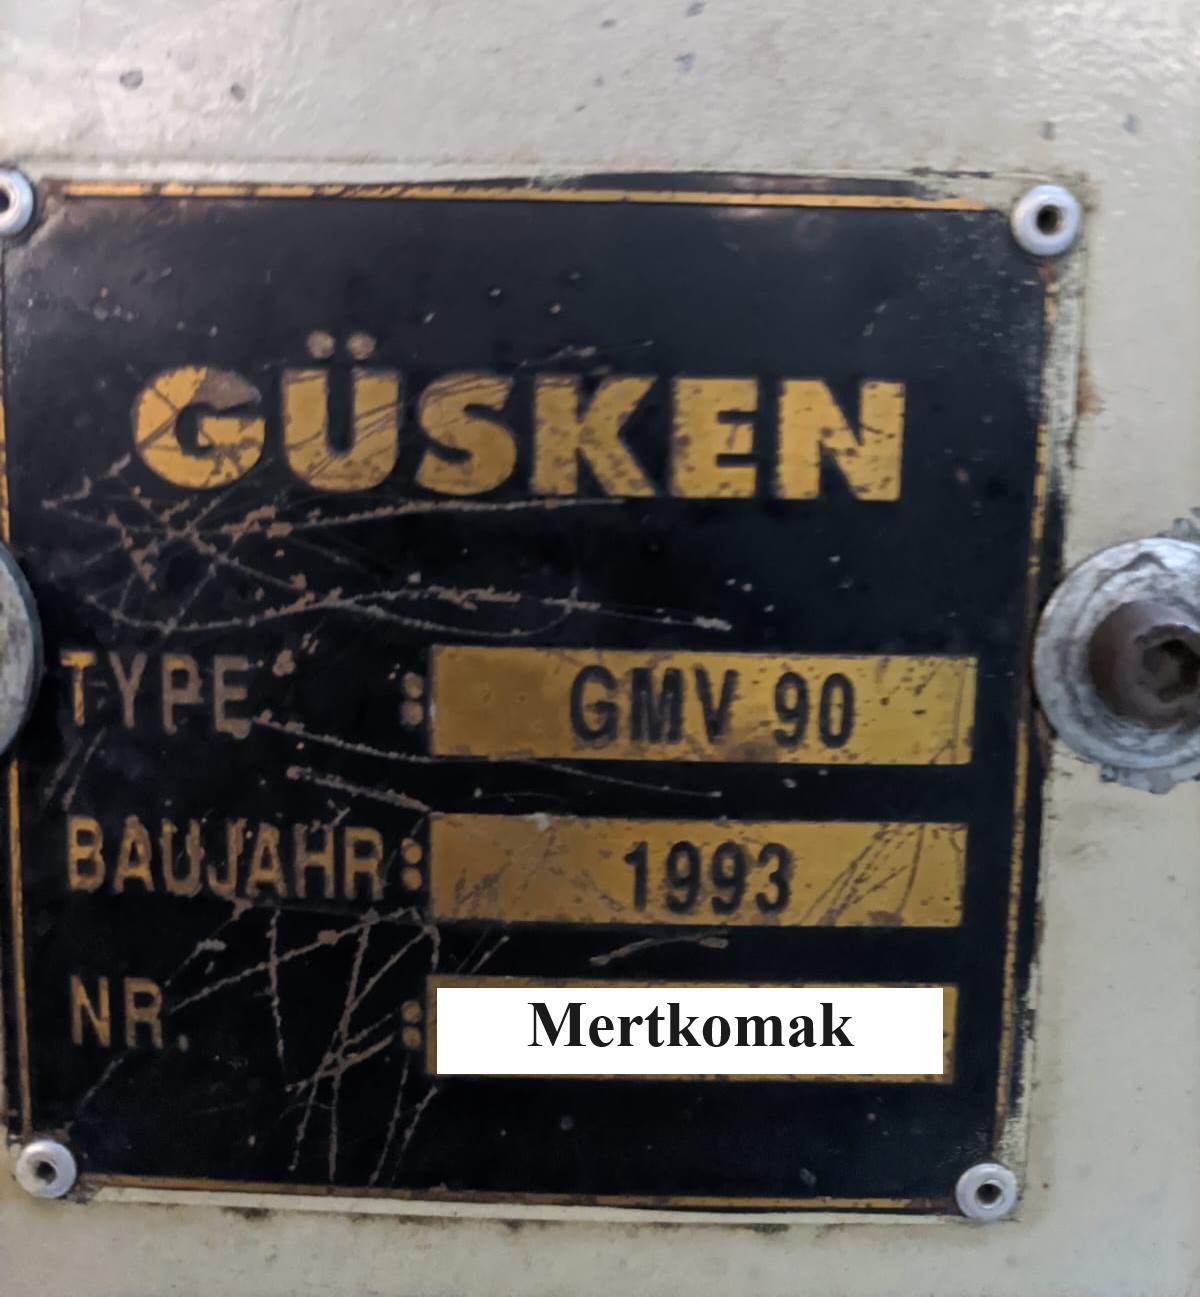 GÜSKEN
TYPE : GMV 90
BAUJAHR : 1993
NR. : Mertkomak